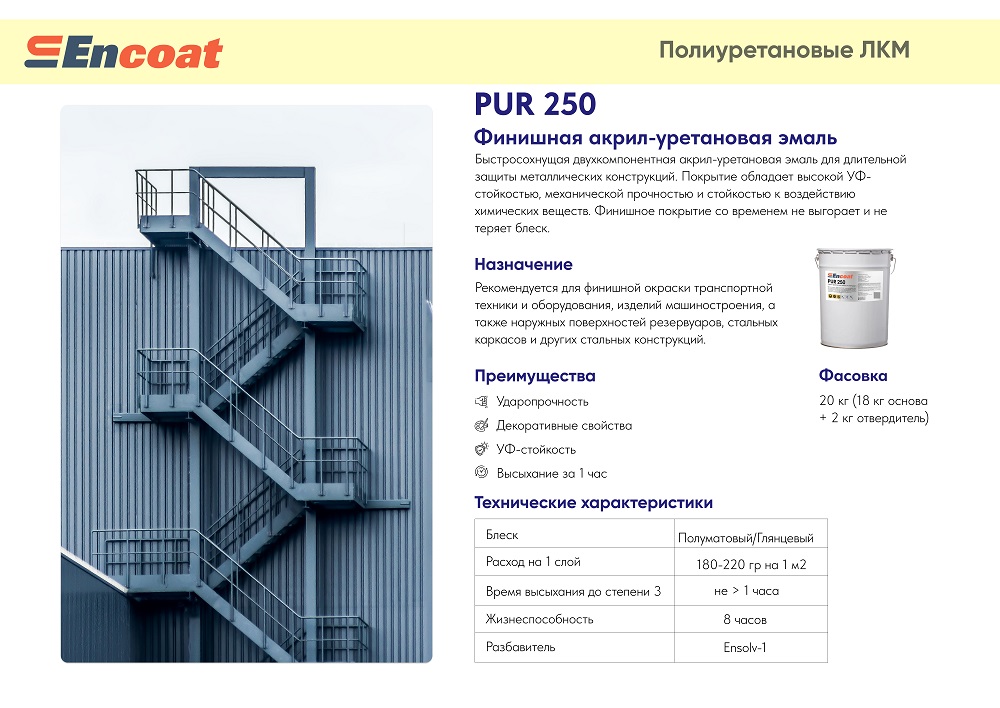 Encoat
Полиуретановые ЛКМ
PUR 250
Финишная акрил-уретановая эмаль
Быстросохнущая двухкомпонентная акрил-уретановая эмаль для длительной
защиты металлических конструкций. Покрытие обладает высокой УФ-
стойкостью, механической прочностью и стойкостью к воздействию
химических веществ. Финишное покрытие со временем не выгорает и не
теряет блеск.
Назначение
Рекомендуется для финишной окраски транспортной
техники и оборудования, изделий машиностроения, а
также наружных поверхностей резервуаров, стальных
каркасов и других стальных конструкций.
Encoat
PUR 250
Преимущества
Ударопрочность
Декоративные свойства
УФ-стойкость
Высыхание за 1 час
Фасовка
20 кг (18 кг основа
+ 2 кг отвердитель)
Технические характеристики
Блеск Полуматовый/Глянцевый
Расход на 1 слой 180-220 гр на 1 м2
Время высыхания до степени 3 не > 1 часа
Жизнеспособность 8 часов
Разбавитель Ensolv-1